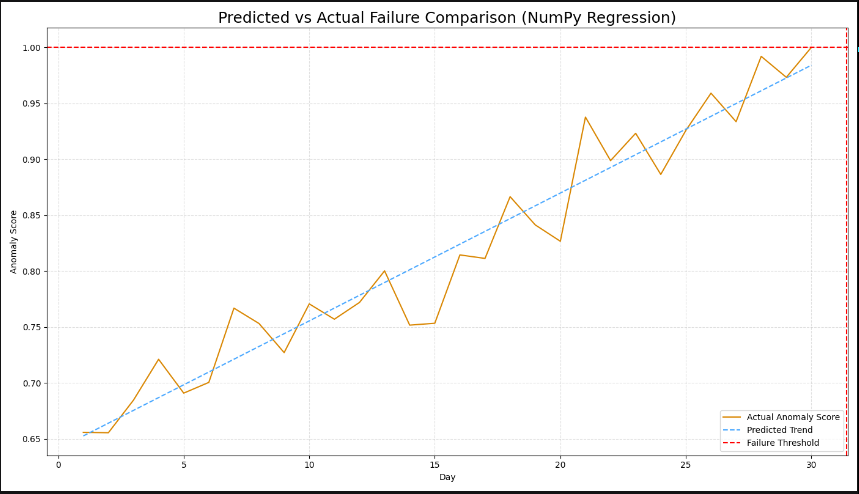 Predicted vs Actual Failure Comparison (NumPy Regression)
1.00
0.95
0.90
0.85
0.80
0.75
0.70
0.65
Anomaly Score
0
5
10
15
20
25
30
Day
Actual Anomaly Score
Predicted Trend
Failure Threshold